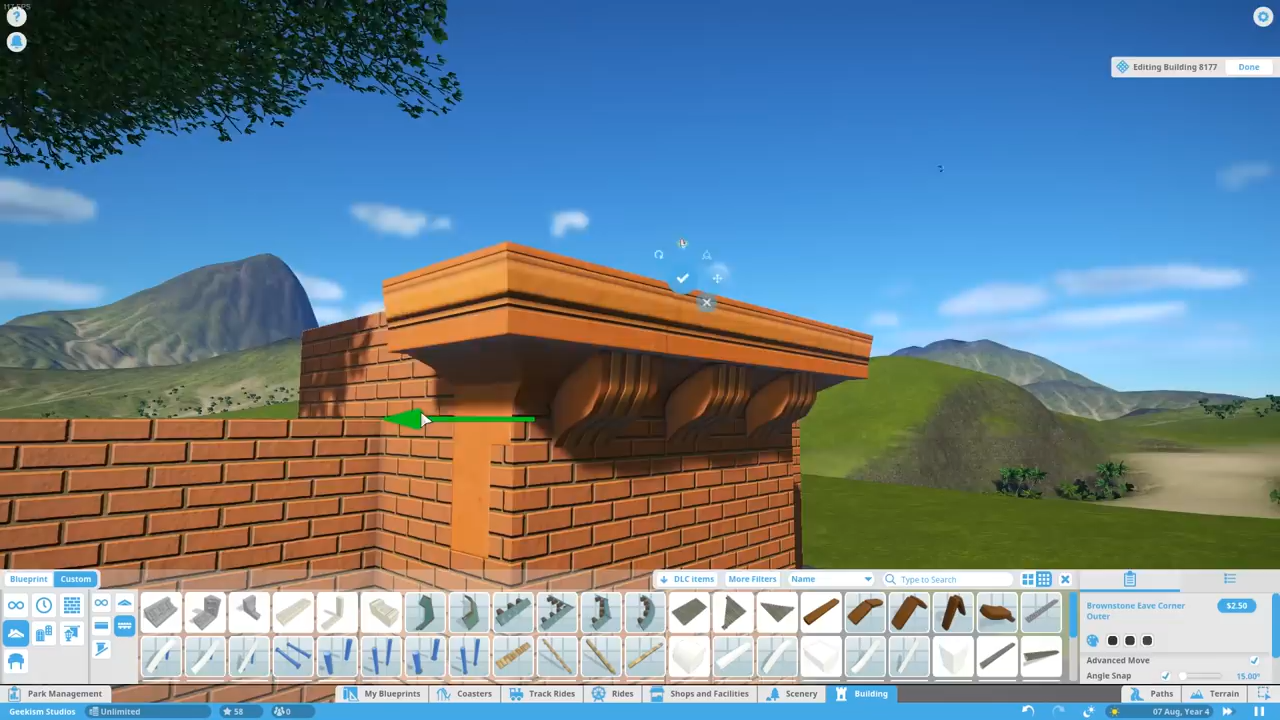 117 FPS
?
Editing Building 8177 Done
Blueprint Custom DLC items More Filters Name Type to Search
Brownstone Eave Corner Outer $2.50
Advanced Move
Angle Snap 15.00°
Park Management My Blueprints Coasters Track Rides Rides Shops and Facilities Scenery Building Paths Terrain
Geekism Studios Unlimited 58 0 07 Aug, Year 4